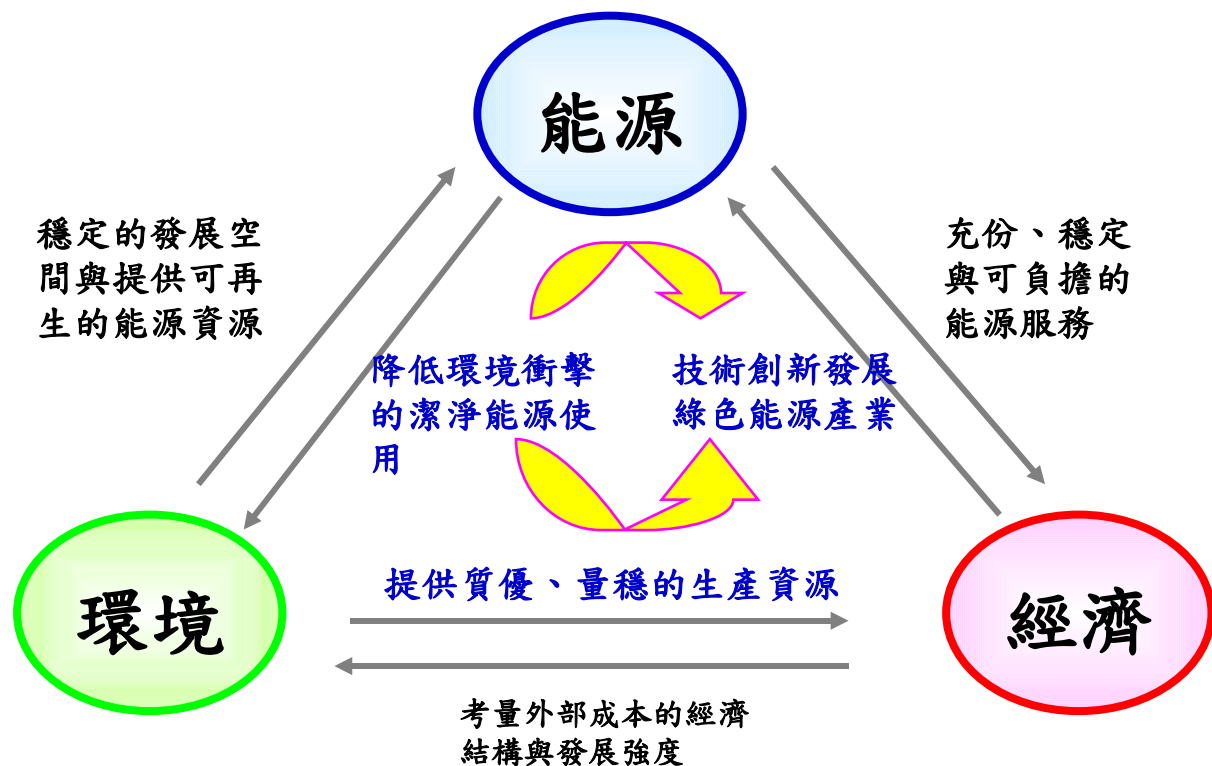 能源
穩定的發展空
間與提供可再
生的能源資源
充份、穩定
與可負擔的
能源服務
降低環境衝擊
的潔淨能源使
用
技術創新發展
綠色能源產業
提供質優、量穩的生產資源
環境
經濟
考量外部成本的經濟
結構與發展強度